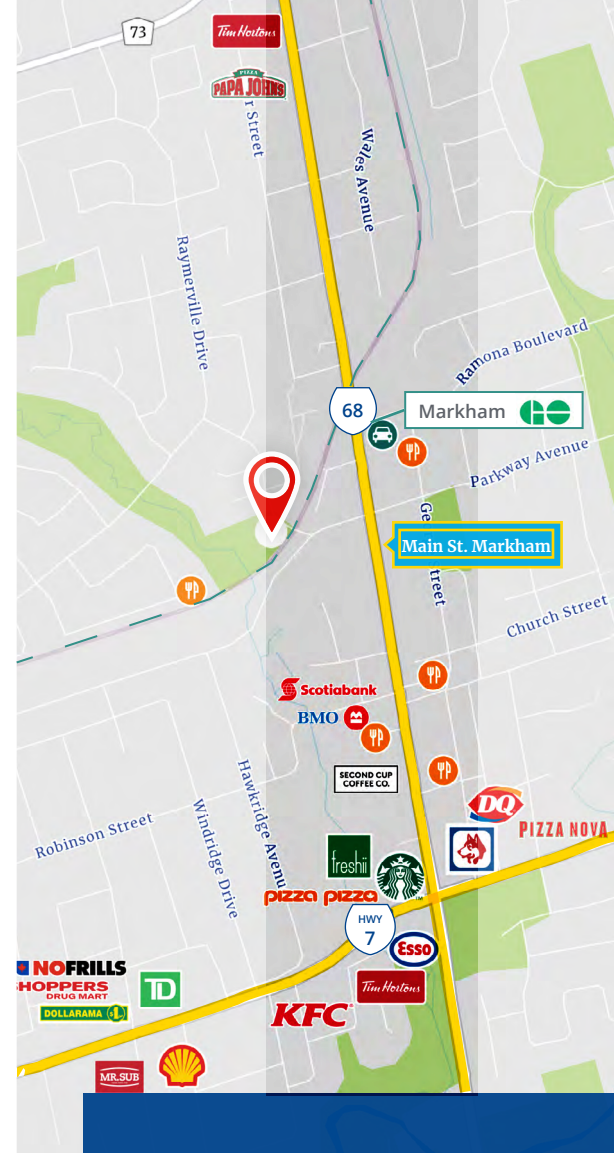 73
Tim Hortons
PIZZA
PAPA JOHNS
r Street
Wales Avenue
Raymerville Drive
Ramona Boulevard
68
Markham GO
Parkway Avenue
Ge
treet
Main St. Markham
Church Street
Scotiabank
BMO
SECOND CUP
COFFEE CO.
Hawkridge Avenu
Windridge Drive
Robinson Street
DQ
PIZZA NOVA
freshii
pizza pizza
HWY
7
Esso
NOFRILLS
HOPPERS
DRUG MART
DOLLARAMA
TD
Tim Hortons
KFC
MR.SUB